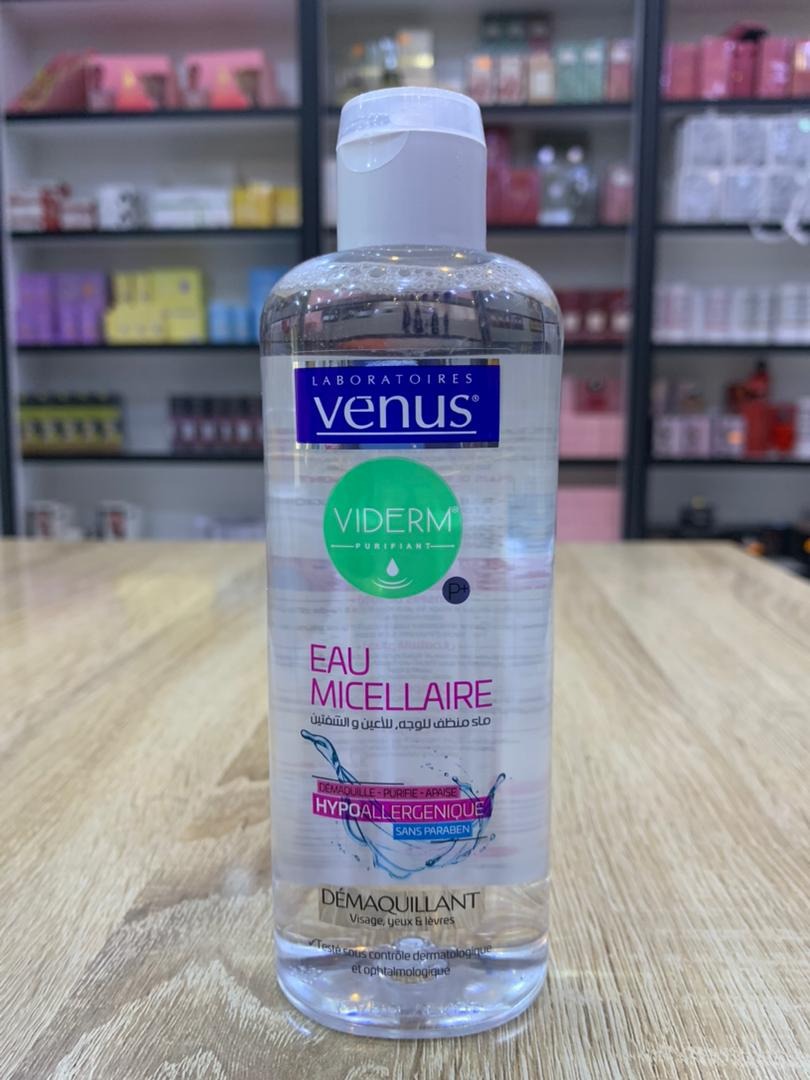 LABORATOIRES
vēnus®
VIDERM®
PURIFIANT
P+
EAU
MICELLAIRE
ماء منظف للوجه, للأعين و الشفتين
DÉMAQUILLE - PURIFIE - APAISE
HYPOALLERGENIQUE
SANS PARABEN
DÉMAQUILLANT
Visage, yeux & lèvres
✓Testé sous contrôle dermatologique
et ophtalmologique